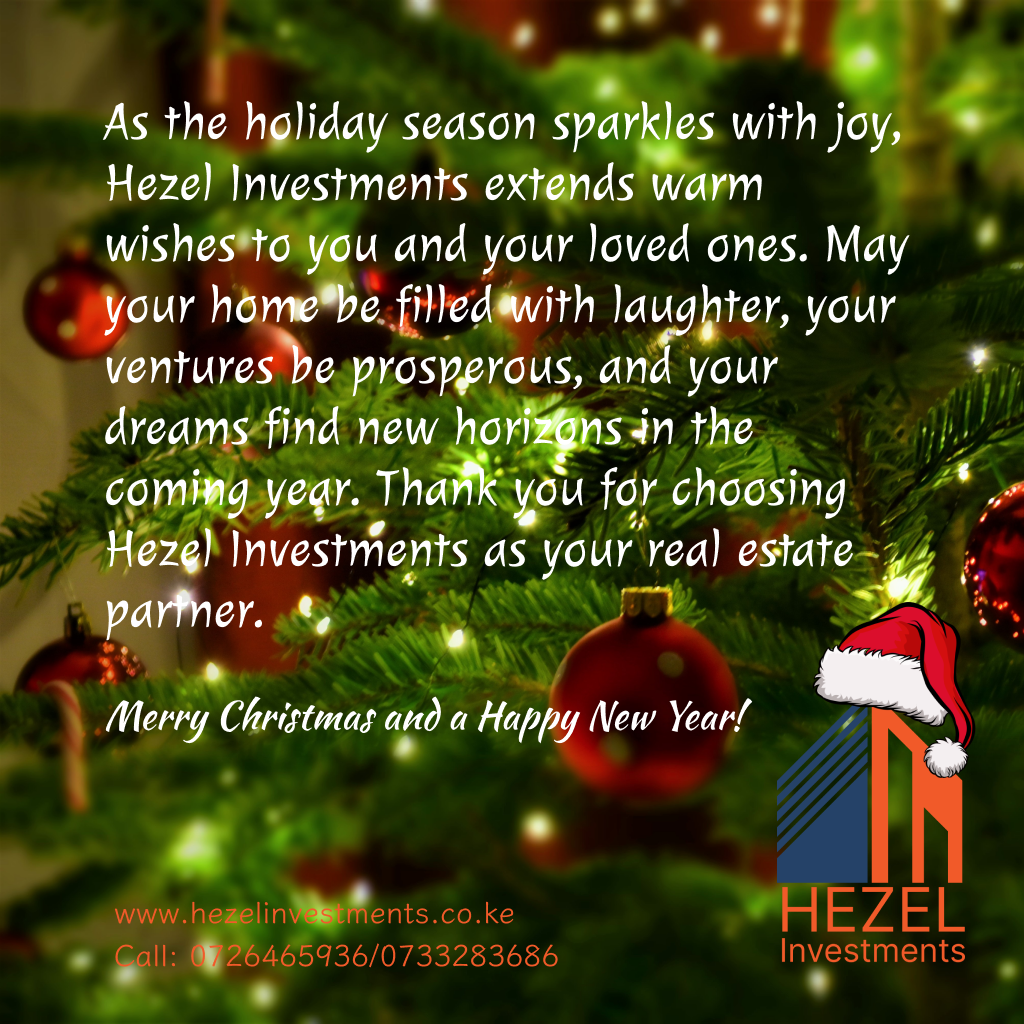 As the holiday season sparkles with joy,
Hezel Investments extends warm
wishes to you and your loved ones. May
your home be filled with laughter, your
ventures be prosperous, and your
dreams find new horizons in the
coming year. Thank you for choosing
Hezel Investments as your real estate
partner.
Merry Christmas and a Happy New Year!
www.hezelinvestments.co.ke
Call: 0726465936/0733283686
HEZEL
Investments